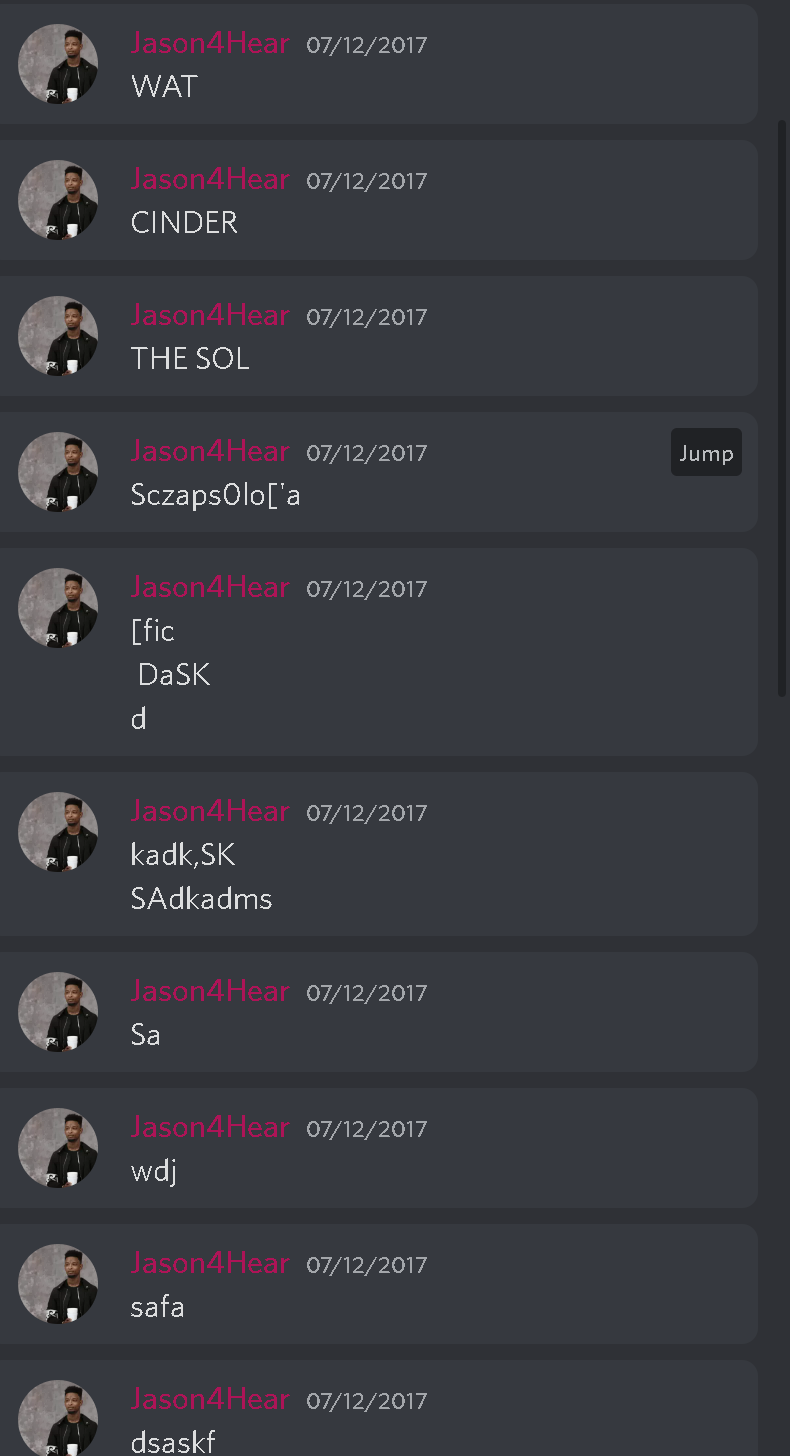 Jason4Hear 07/12/2017
WAT
Jason4Hear 07/12/2017
CINDER
Jason4Hear 07/12/2017
THE SOL
Jason4Hear 07/12/2017 Jump
Sczaps0lo['a
Jason4Hear 07/12/2017
[fic
DaSK
d
Jason4Hear 07/12/2017
kadk,SK
SAdkadms
Jason4Hear 07/12/2017
Sa
Jason4Hear 07/12/2017
wdj
Jason4Hear 07/12/2017
safa
Jason4Hear 07/12/2017
dsaskf